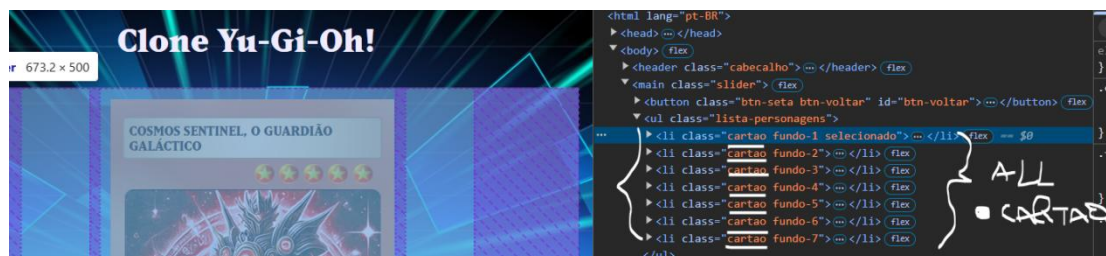 Clone Yu-Gi-Oh!
673.2 × 500
COSMOS SENTINEL, O GUARDIÃO
GALÁCTICO
<html lang="pt-BR">
▶<head> ⋯ </head>
▼<body> flex
▶<header class="cabecalho"> ⋯ </header> flex
▼<main class="slider"> flex
▶<button class="btn-seta btn-voltar" id="btn-voltar"> ⋯ </button> flex
▼<ul class="lista-personagens">
⋯ ▶<li class="cartao fundo-1 selecionado"> ⋯ </li> flex == $0
▶<li class="cartao fundo-2"> ⋯ </li> flex
▶<li class="cartao fundo-3"> ⋯ </li> flex
▶<li class="cartao fundo-4"> ⋯ </li> flex
▶<li class="cartao fundo-5"> ⋯ </li> flex
▶<li class="cartao fundo-6"> ⋯ </li> flex
▶<li class="cartao fundo-7"> ⋯ </li> flex
</ul>
ALL
• CARTAO